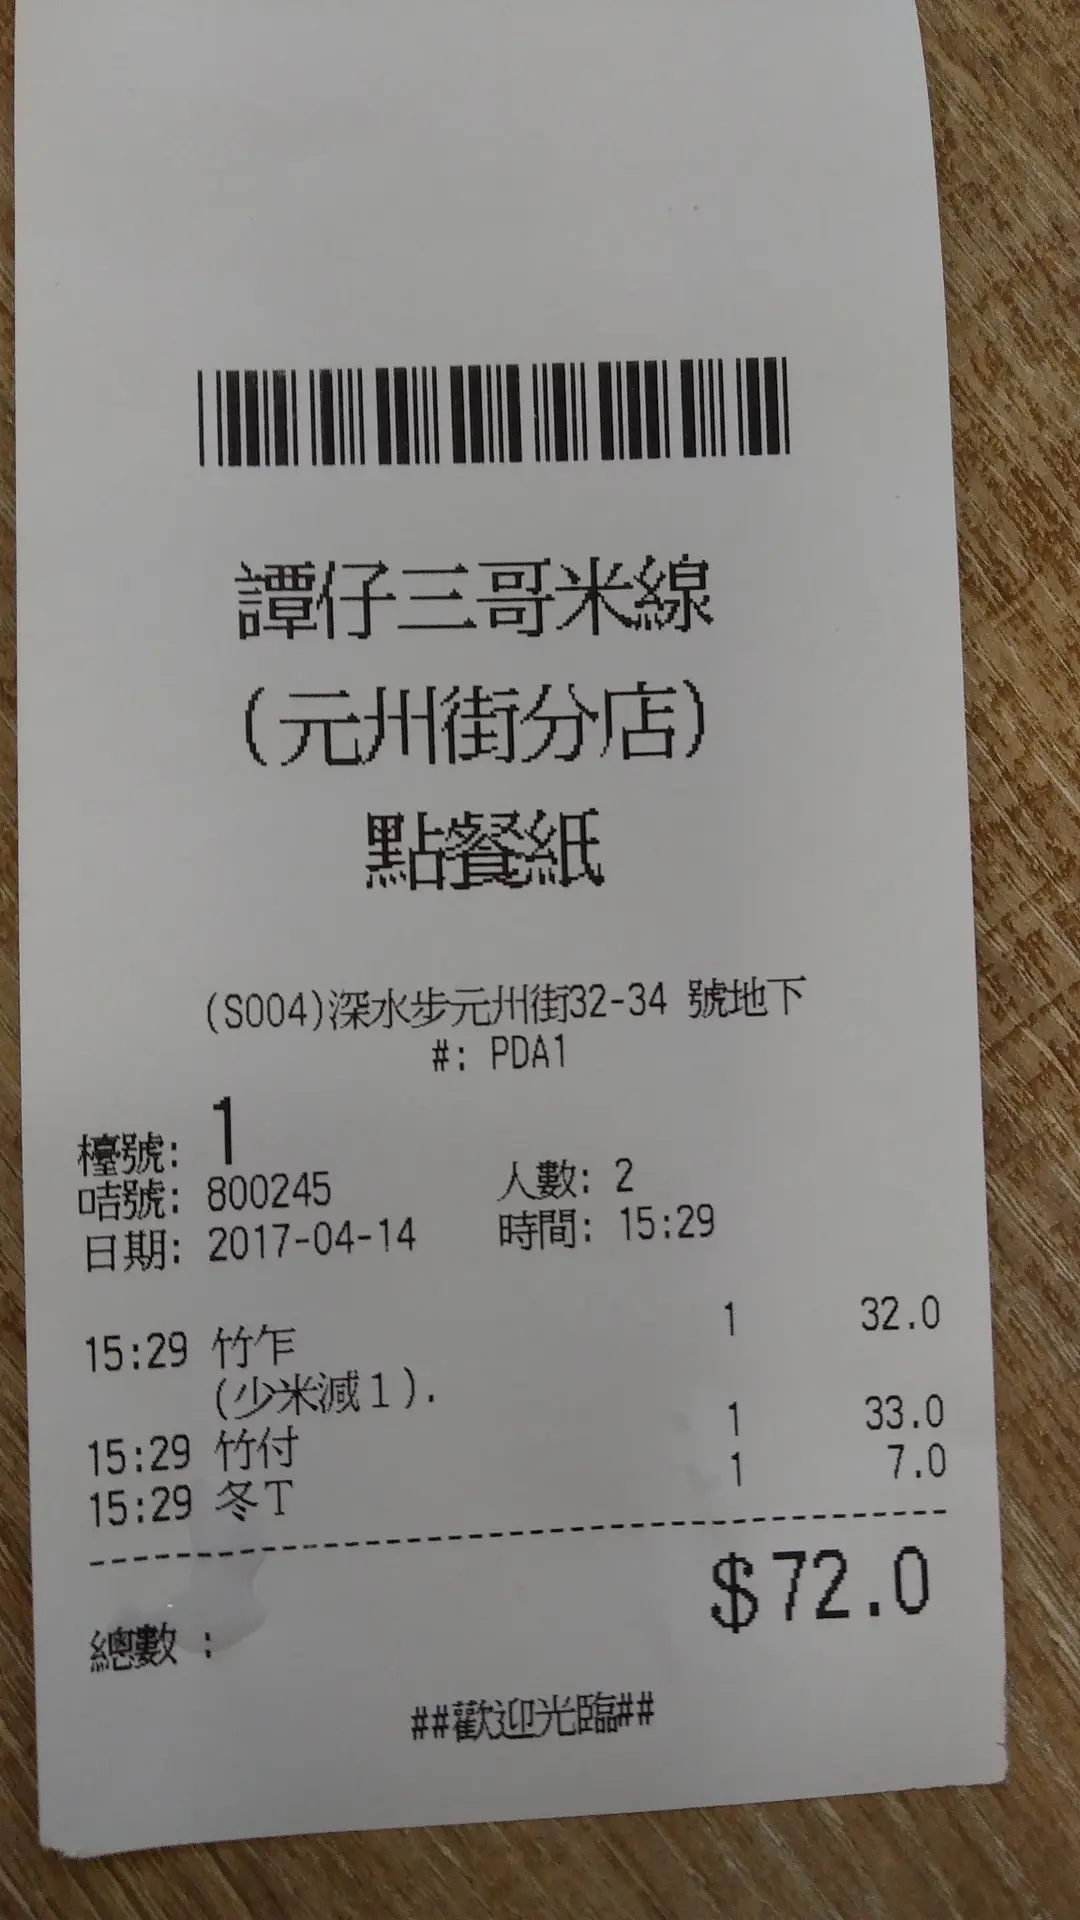 譚仔三哥米線
(元州街分店)
點餐紙
(S004)深水步元州街32-34 號地下
#: PDA1
檯號: 1
咭號: 800245 人數: 2
日期: 2017-04-14 時間: 15:29
15:29 竹乍 1 32.0
(少米減1).
15:29 竹付 1 33.0
15:29 冬T 1 7.0
$72.0
總數 :
##歡迎光臨##